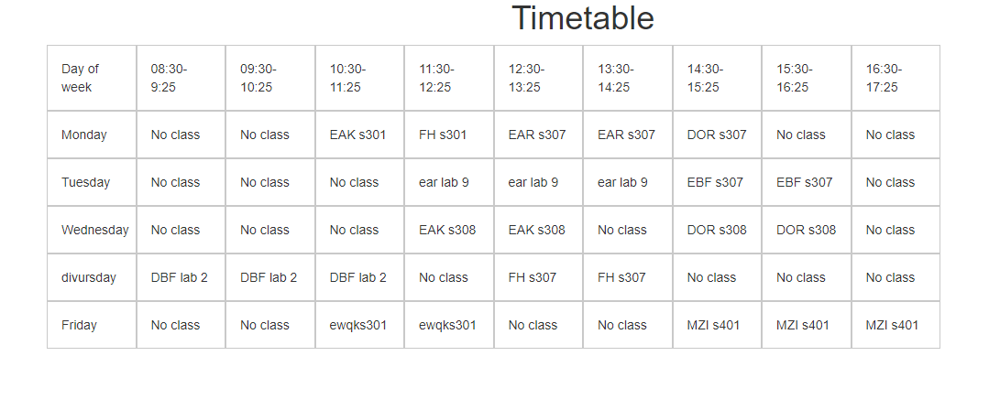 Timetable
Day of week 08:30-9:25 09:30-10:25 10:30-11:25 11:30-12:25 12:30-13:25 13:30-14:25 14:30-15:25 15:30-16:25 16:30-17:25
Monday No class No class EAK s301 FH s301 EAR s307 EAR s307 DOR s307 No class No class
Tuesday No class No class No class ear lab 9 ear lab 9 ear lab 9 EBF s307 EBF s307 No class
Wednesday No class No class No class EAK s308 EAK s308 No class DOR s308 DOR s308 No class
divursday DBF lab 2 DBF lab 2 DBF lab 2 No class FH s307 FH s307 No class No class No class
Friday No class No class ewqks301 ewqks301 No class No class MZI s401 MZI s401 MZI s401